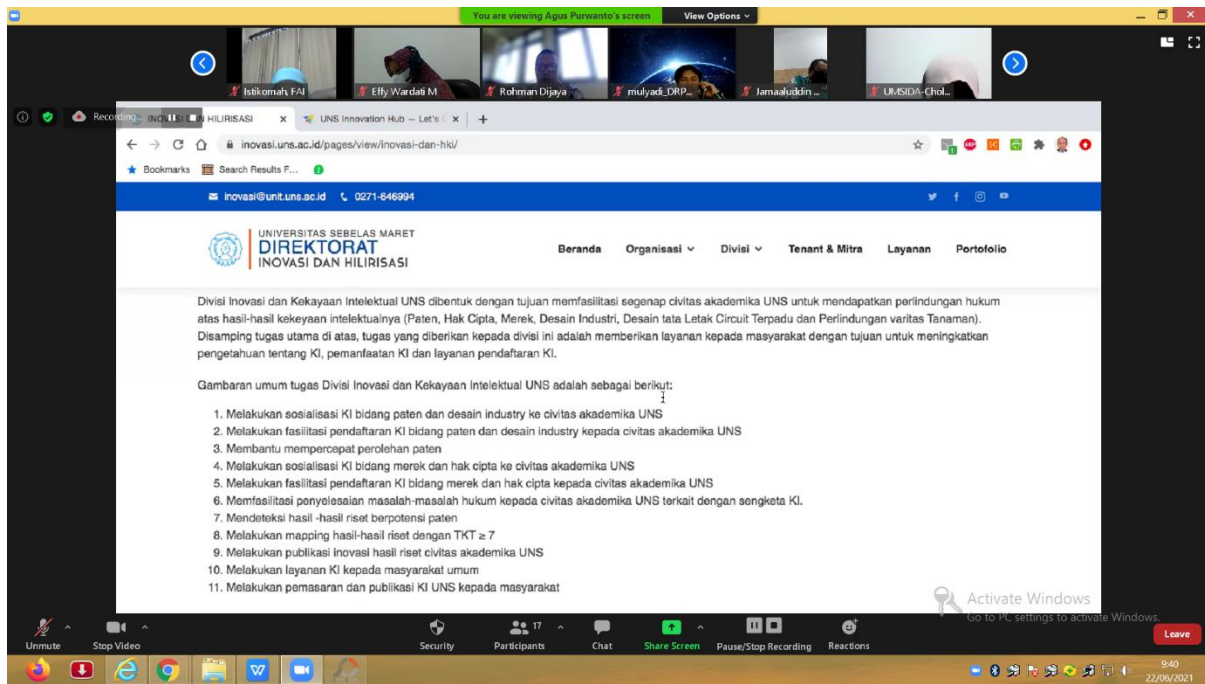 You are viewing Agus Purwanto's screen View Options
Istikomah, FAI
Effy Wardati M
Rohman Dijaya
mulyadi_DRP...
Jamaaluddin ...
UMSIDA-Chol...
Recording... HILIRISASI
UNS Innovation Hub — Let's
inovasi.uns.ac.id/pages/view/inovasi-dan-hki/
Bookmarks Search Results F...
inovasi@unit.uns.ac.id 0271-646994
UNIVERSITAS SEBELAS MARET
DIREKTORAT
INOVASI DAN HILIRISASI
Beranda Organisasi Divisi Tenant & Mitra Layanan Portofolio
Divisi Inovasi dan Kekayaan Intelektual UNS dibentuk dengan tujuan memfasilitasi segenap civitas akademika UNS untuk mendapatkan perlindungan hukum
atas hasil-hasil kekeyaan intelektualnya (Paten, Hak Cipta, Merek, Desain Industri, Desain tata Letak Circuit Terpadu dan Perlindungan varitas Tanaman).
Disamping tugas utama di atas, tugas yang diberikan kepada divisi ini adalah memberikan layanan kepada masyarakat dengan tujuan untuk meningkatkan
pengetahuan tentang KI, pemanfaatan KI dan layanan pendaftaran KI.
Gambaran umum tugas Divisi Inovasi dan Kekayaan Intelektual UNS adalah sebagai berikut:
1. Melakukan sosialisasi KI bidang paten dan desain industry ke civitas akademika UNS
2. Melakukan fasilitasi pendaftaran KI bidang paten dan desain industry kepada civitas akademika UNS
3. Membantu mempercepat perolehan paten
4. Melakukan sosialisasi KI bidang merek dan hak cipta ke civitas akademika UNS
5. Melakukan fasilitasi pendaftaran KI bidang merek dan hak cipta kepada civitas akademika UNS
6. Memfasilitasi penyelesaian masalah-masalah hukum kepada civitas akademika UNS terkait dengan sengketa KI.
7. Mendeteksi hasil -hasil riset berpotensi paten
8. Melakukan mapping hasil-hasil riset dengan TKT ≥ 7
9. Melakukan publikasi inovasi hasil riset civitas akademika UNS
10. Melakukan layanan KI kepada masyarakat umum
11. Melakukan pemasaran dan publikasi KI UNS kepada masyarakat
Activate Windows
Go to PC settings to activate Windows.
Unmute Stop Video Security Participants 17 Chat Share Screen Pause/Stop Recording Reactions Leave
9:40
22/06/2021